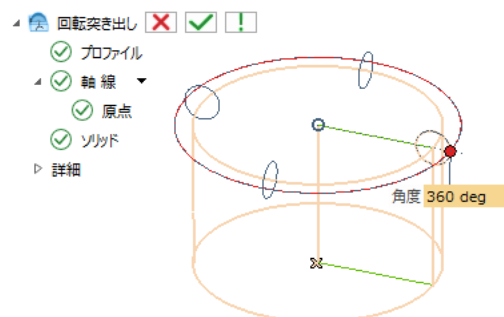 回転突き出し
プロファイル
軸 線
原点
ソリッド
詳細
角度 360 deg